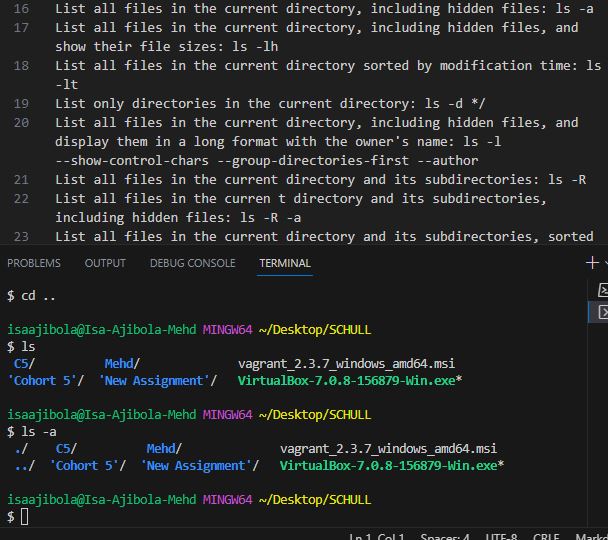 16 List all files in the current directory, including hidden files: ls -a
17 List all files in the current directory, including hidden files, and
show their file sizes: ls -lh
18 List all files in the current directory sorted by modification time: ls
-lt
19 List only directories in the current directory: ls -d */
20 List all files in the current directory, including hidden files, and
display them in a long format with the owner's name: ls -l
--show-control-chars --group-directories-first --author
21 List all files in the current directory and its subdirectories: ls -R
22 List all files in the curren t directory and its subdirectories,
including hidden files: ls -R -a
23 List all files in the current directory and its subdirectories, sorted
PROBLEMS OUTPUT DEBUG CONSOLE TERMINAL
$ cd ..
isaajibola@Isa-Ajibola-Mehd MINGW64 ~/Desktop/SCHULL
$ ls
C5/ Mehd/ vagrant_2.3.7_windows_amd64.msi
'Cohort 5'/ 'New Assignment'/ VirtualBox-7.0.8-156879-Win.exe*
isaajibola@Isa-Ajibola-Mehd MINGW64 ~/Desktop/SCHULL
$ ls -a
./ C5/ Mehd/ vagrant_2.3.7_windows_amd64.msi
../ 'Cohort 5'/ 'New Assignment'/ VirtualBox-7.0.8-156879-Win.exe*
isaajibola@Isa-Ajibola-Mehd MINGW64 ~/Desktop/SCHULL
$
Ln 1, Col 1 Spaces: 4 UTF-8 CRLF